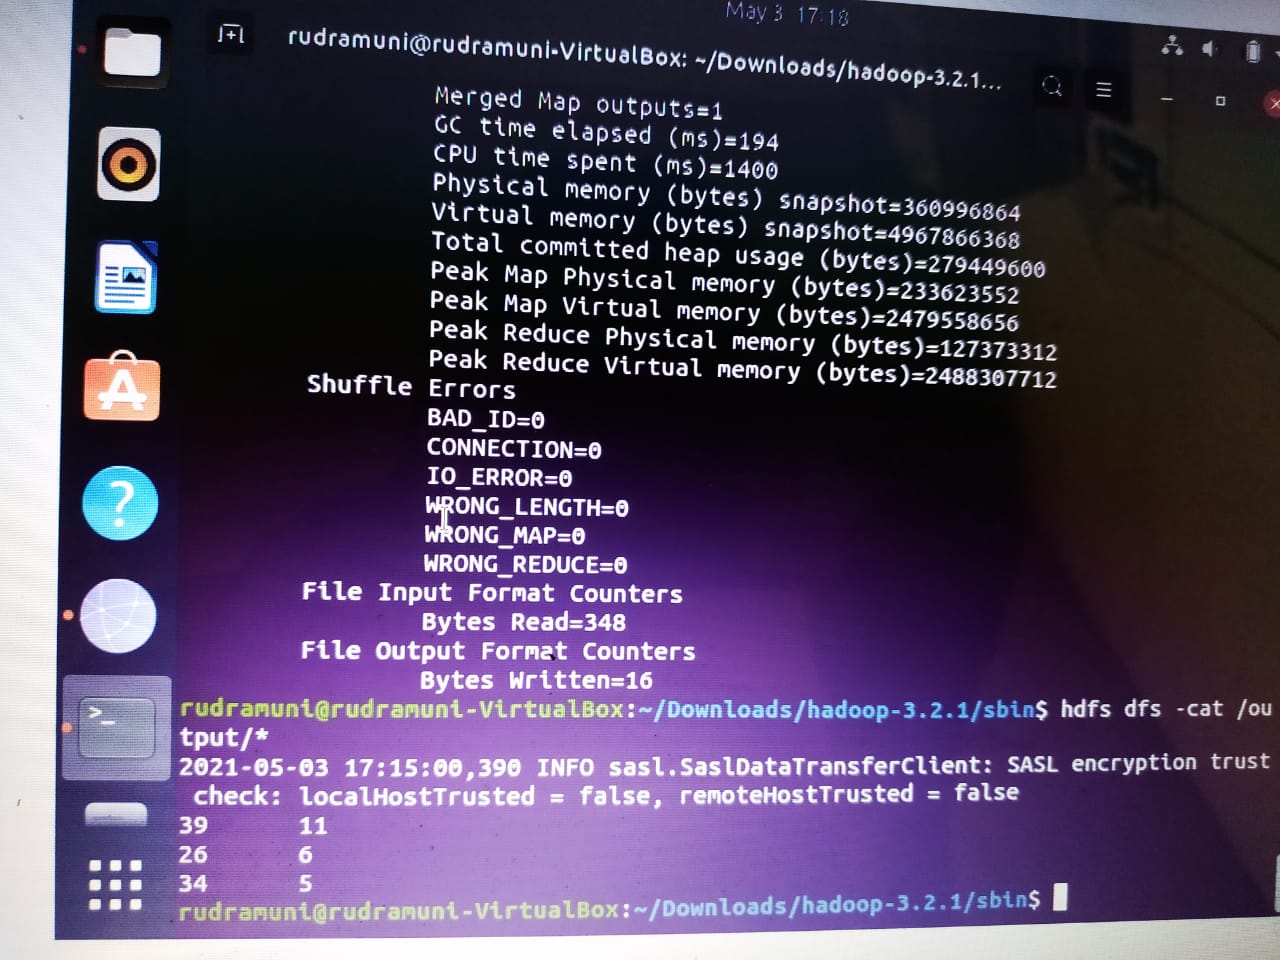 May 3 17:18
rudramuni@rudramuni-VirtualBox: ~/Downloads/hadoop-3.2.1...
Merged Map outputs=1
GC time elapsed (ms)=194
CPU time spent (ms)=1400
Physical memory (bytes) snapshot=360996864
Virtual memory (bytes) snapshot=4967866368
Total committed heap usage (bytes)=279449600
Peak Map Physical memory (bytes)=233623552
Peak Map Virtual memory (bytes)=2479558656
Peak Reduce Physical memory (bytes)=127373312
Peak Reduce Virtual memory (bytes)=2488307712
Shuffle Errors
BAD_ID=0
CONNECTION=0
IO_ERROR=0
WRONG_LENGTH=0
WRONG_MAP=0
WRONG_REDUCE=0
File Input Format Counters
Bytes Read=348
File Output Format Counters
Bytes Written=16
rudramuni@rudramuni-VirtualBox:~/Downloads/hadoop-3.2.1/sbin$ hdfs dfs -cat /ou
tput/*
2021-05-03 17:15:00,390 INFO sasl.SaslDataTransferClient: SASL encryption trust
check: localHostTrusted = false, remoteHostTrusted = false
39 11
26 6
34 5
rudramuni@rudramuni-VirtualBox:~/Downloads/hadoop-3.2.1/sbin$